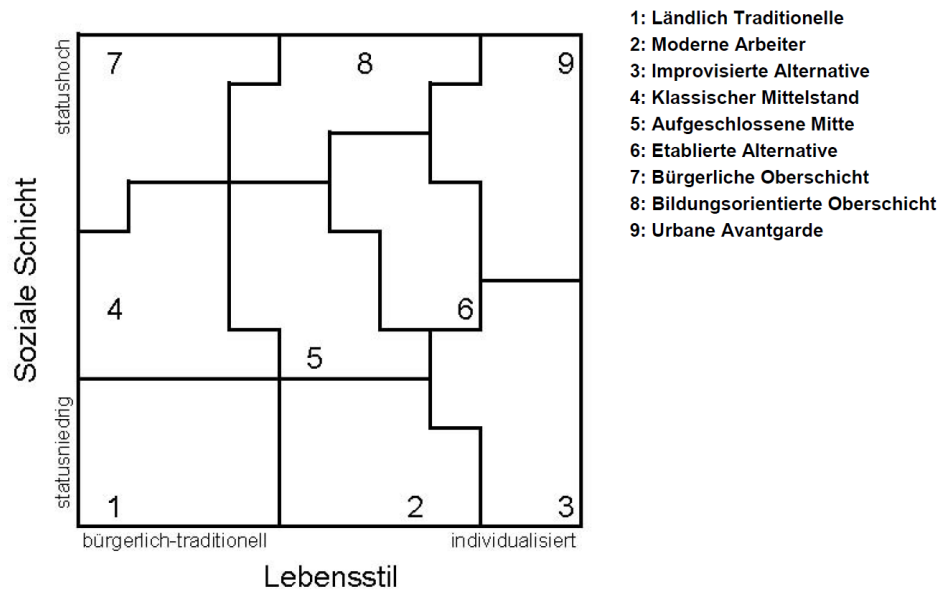 statushoch
Soziale Schicht
statusniedrig
7
8
9
4
6
5
1
2
3
bürgerlich-traditionell
individualisiert
Lebensstil
1: Ländlich Traditionelle
2: Moderne Arbeiter
3: Improvisierte Alternative
4: Klassischer Mittelstand
5: Aufgeschlossene Mitte
6: Etablierte Alternative
7: Bürgerliche Oberschicht
8: Bildungsorientierte Oberschicht
9: Urbane Avantgarde